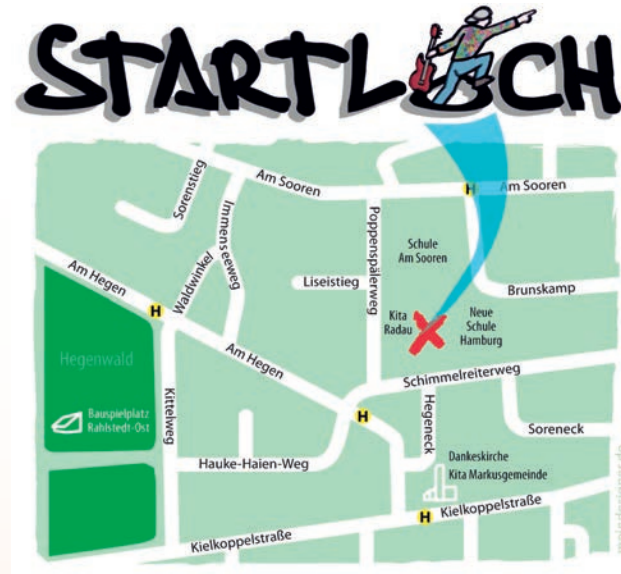 STARTLOCH
Am Sooren
H
Am Sooren
Sorenstieg
Immenseeweg
Poppenspälerweg
Schule
Am Sooren
Am Hegen
Waldwinkel
Liseistieg
Brunskamp
H
Kita
Radau
Neue
Schule
Hamburg
Hegenwald
Am Hegen
Schimmelreiterweg
Kittelweg
Bauspielplatz
Rahlstedt-Ost
H
Hegeneck
Soreneck
Hauke-Haien-Weg
Dankeskirche
Kita Markusgemeinde
H
Kielkoppelstraße
Kielkoppelstraße